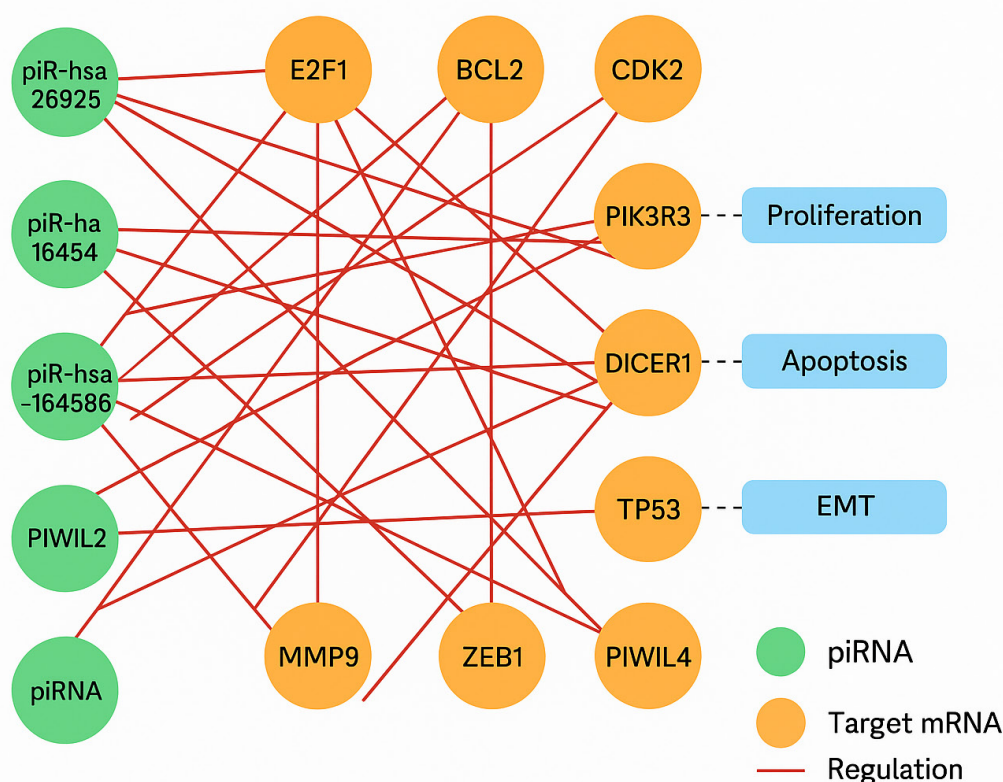 piR-hsa
26925
E2F1
BCL2
CDK2
piR-ha
16454
PIK3R3
Proliferation
piR-hsa
-164586
DICER1
Apoptosis
PIWIL2
TP53
EMT
piRNA
MMP9
ZEB1
PIWIL4
piRNA
Target mRNA
Regulation